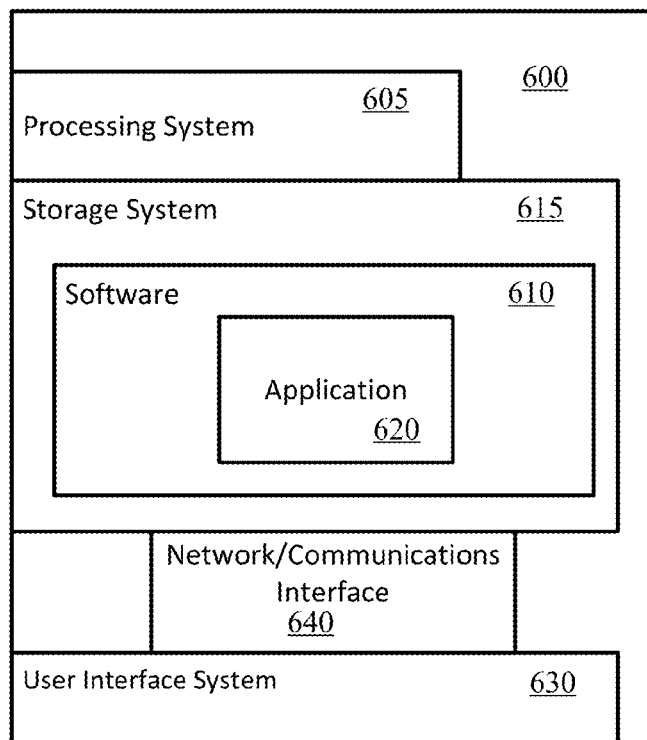 600
605
Processing System
Storage System 615
Software 610
Application
620
Network/Communications
Interface
640
User Interface System 630